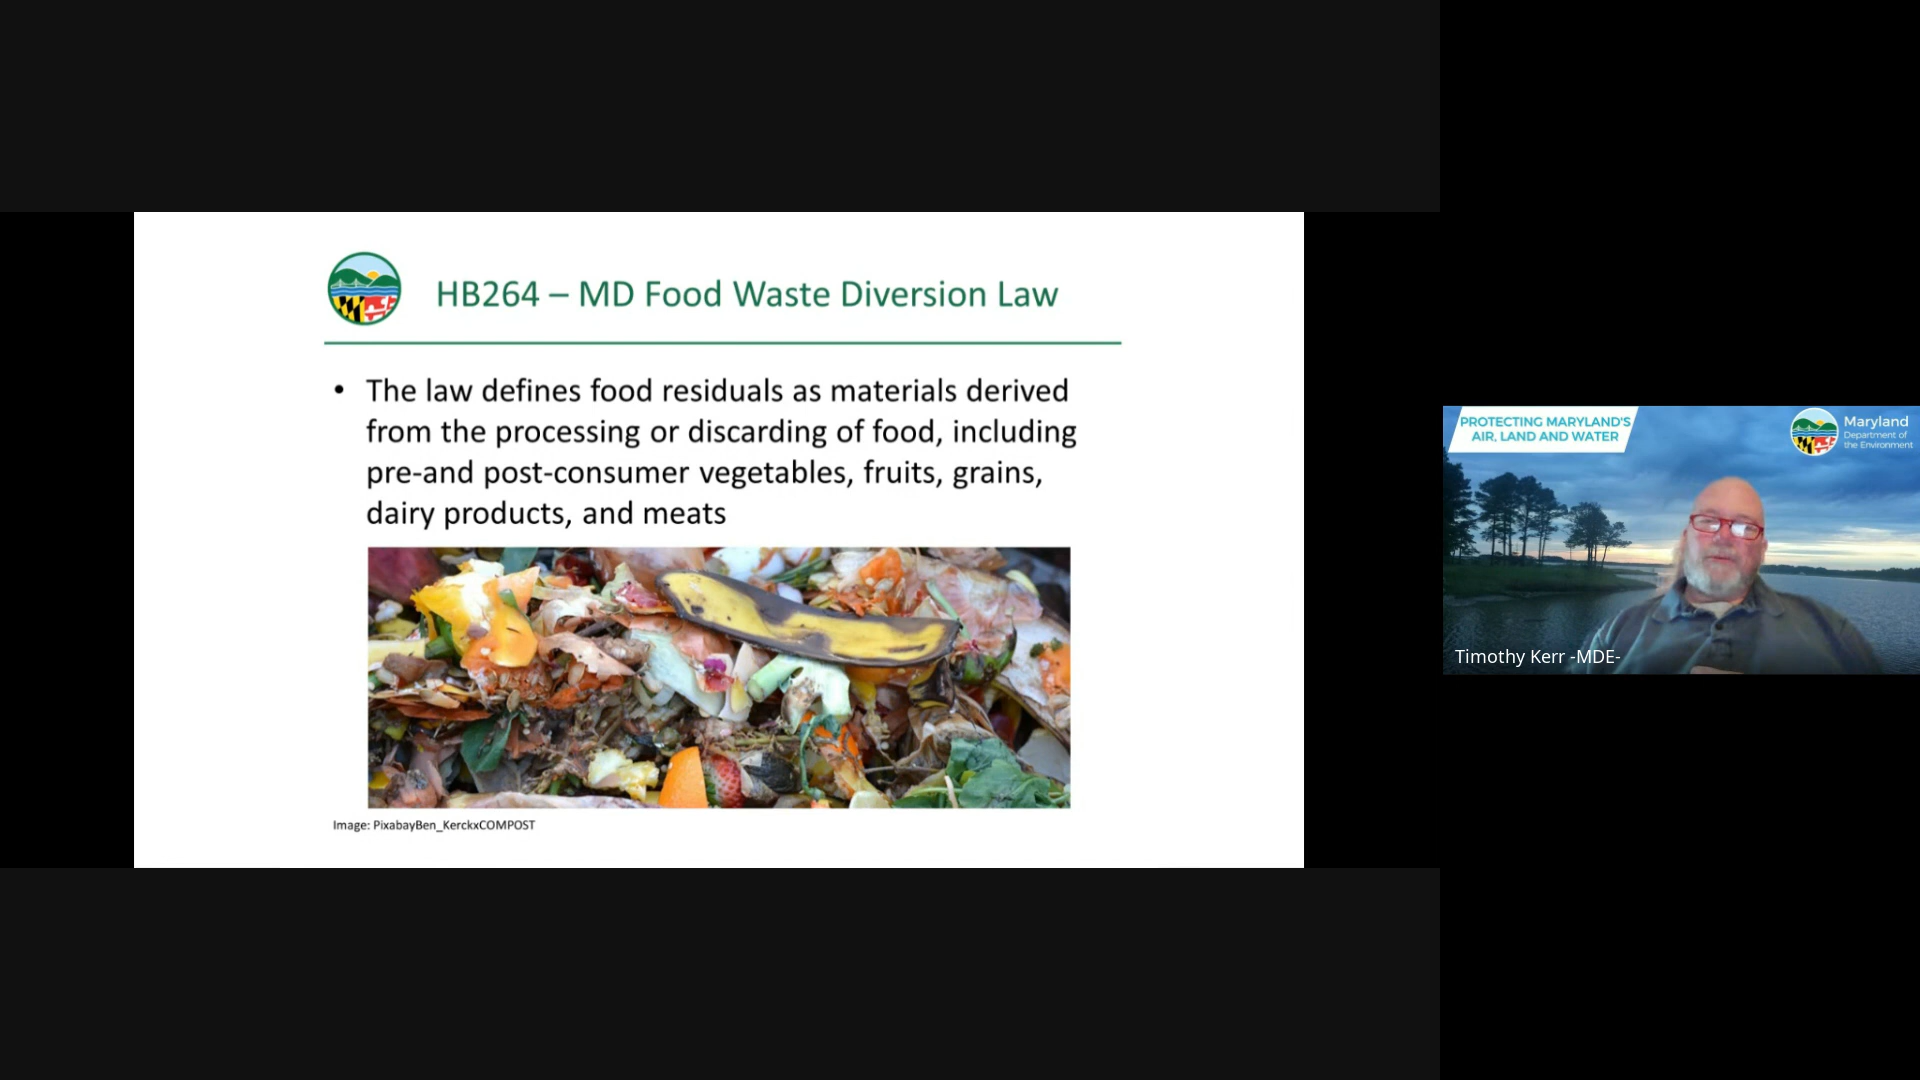 HB264 – MD Food Waste Diversion Law
• The law defines food residuals as materials derived
from the processing or discarding of food, including
pre-and post-consumer vegetables, fruits, grains,
dairy products, and meats
Image: PixabayBen_KerckxCOMPOST
PROTECTING MARYLAND'S
AIR, LAND AND WATER
Maryland
Department of
the Environment
Timothy Kerr -MDE-